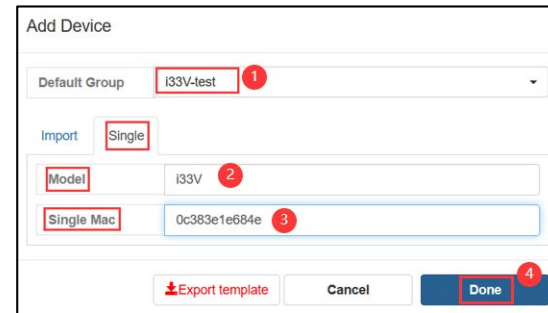 Add Device
Default Group i33V-test 1
Import Single
Model i33V 2
Single Mac 0c383e1e684e 3
4
Export template Cancel Done